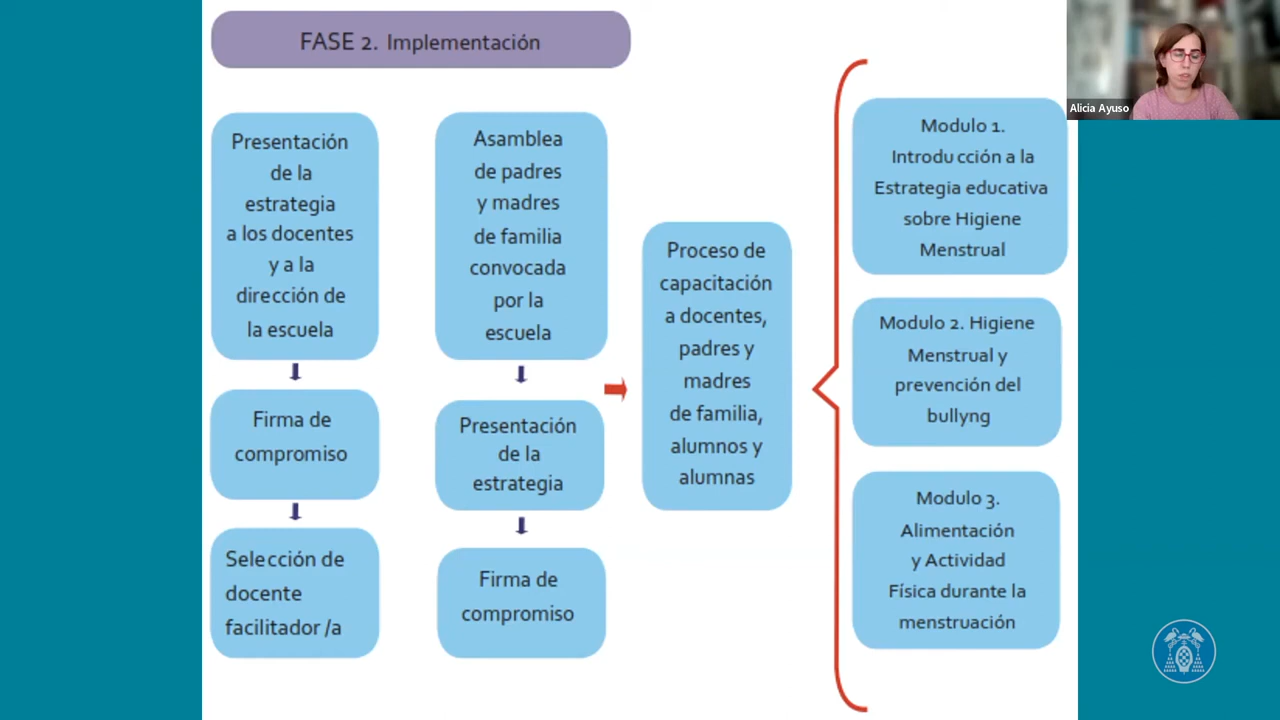 FASE 2. Implementación
Presentación
de la
estrategia
a los docentes
y a la
dirección de
la escuela
Firma de
compromiso
Selección de
docente
facilitador /a
Asamblea
de padres
y madres
de familia
convocada
por la
escuela
Presentación
de la
estrategia
Firma de
compromiso
Proceso de
capacitación
a docentes,
padres y
madres
de familia,
alumnos y
alumnas
Modulo 1.
Introducción a la
Estrategia educativa
sobre Higiene
Menstrual
Modulo 2. Higiene
Menstrual y
prevención del
bullyng
Modulo 3.
Alimentación
y Actividad
Física durante la
menstruación
Alicia Ayuso